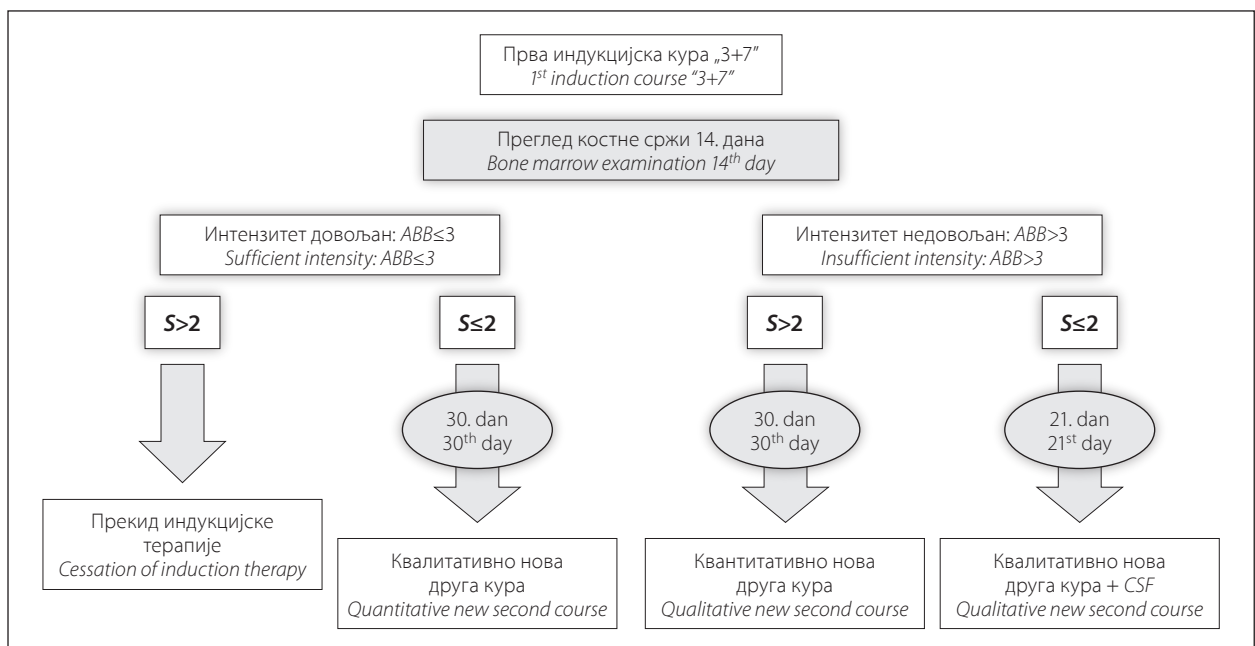 Прва индукцијска кура „3+7”
1st induction course “3+7”
Преглед костне сржи 14. дана
Bone marrow examination 14th day
Интензитет довољан: ABB≤3
Sufficient intensity: ABB≤3
Интензитет недовољан: ABB>3
Insufficient intensity: ABB>3
S>2
S≤2
S>2
S≤2
30. dan
30th day
30. dan
30th day
21. dan
21st day
Прекид индукцијске
терапије
Cessation of induction therapy
Квалитативно нова
друга кура
Quantitative new second course
Квантитативно нова
друга кура
Qualitative new second course
Квалитативно нова
друга кура + CSF
Qualitative new second course